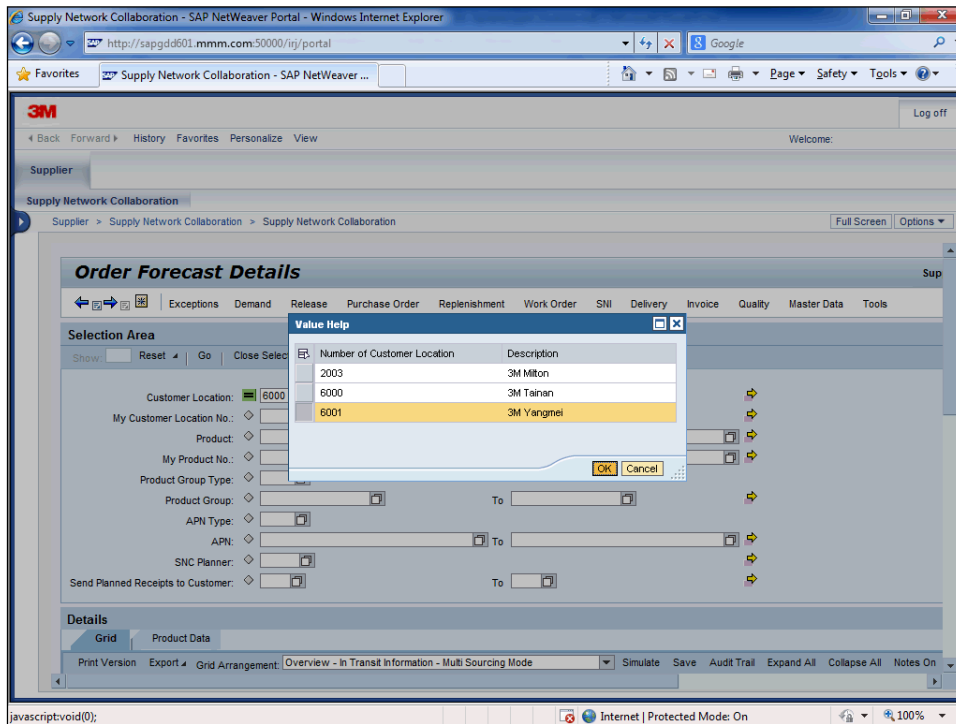 Supply Network Collaboration - SAP NetWeaver Portal - Windows Internet Explorer
http://sapgdd601.mmm.com:50000/irj/portal
Google
Favorites Supply Network Collaboration - SAP NetWeaver ... Page Safety Tools
3M Log off
Back Forward History Favorites Personalize View Welcome:
Supplier
Supply Network Collaboration
Supplier > Supply Network Collaboration > Supply Network Collaboration Full Screen Options
Order Forecast Details Sup
Exceptions Demand Release Purchase Order Replenishment Work Order SNI Delivery Invoice Quality Master Data Tools
Selection Area
Show: Reset Go Close Selec
Value Help
Number of Customer Location Description
2003 3M Milton
6000 3M Tainan
6001 3M Yangmei
OK Cancel
Customer Location: 6000
My Customer Location No.:
Product:
My Product No.:
Product Group Type:
Product Group: To
APN Type:
APN: To
SNC Planner:
Send Planned Receipts to Customer: To
Details
Grid Product Data
Print Version Export Grid Arrangement: Overview - In Transit Information - Multi Sourcing Mode Simulate Save Audit Trail Expand All Collapse All Notes On
javascript:void(0); Internet | Protected Mode: On 100%